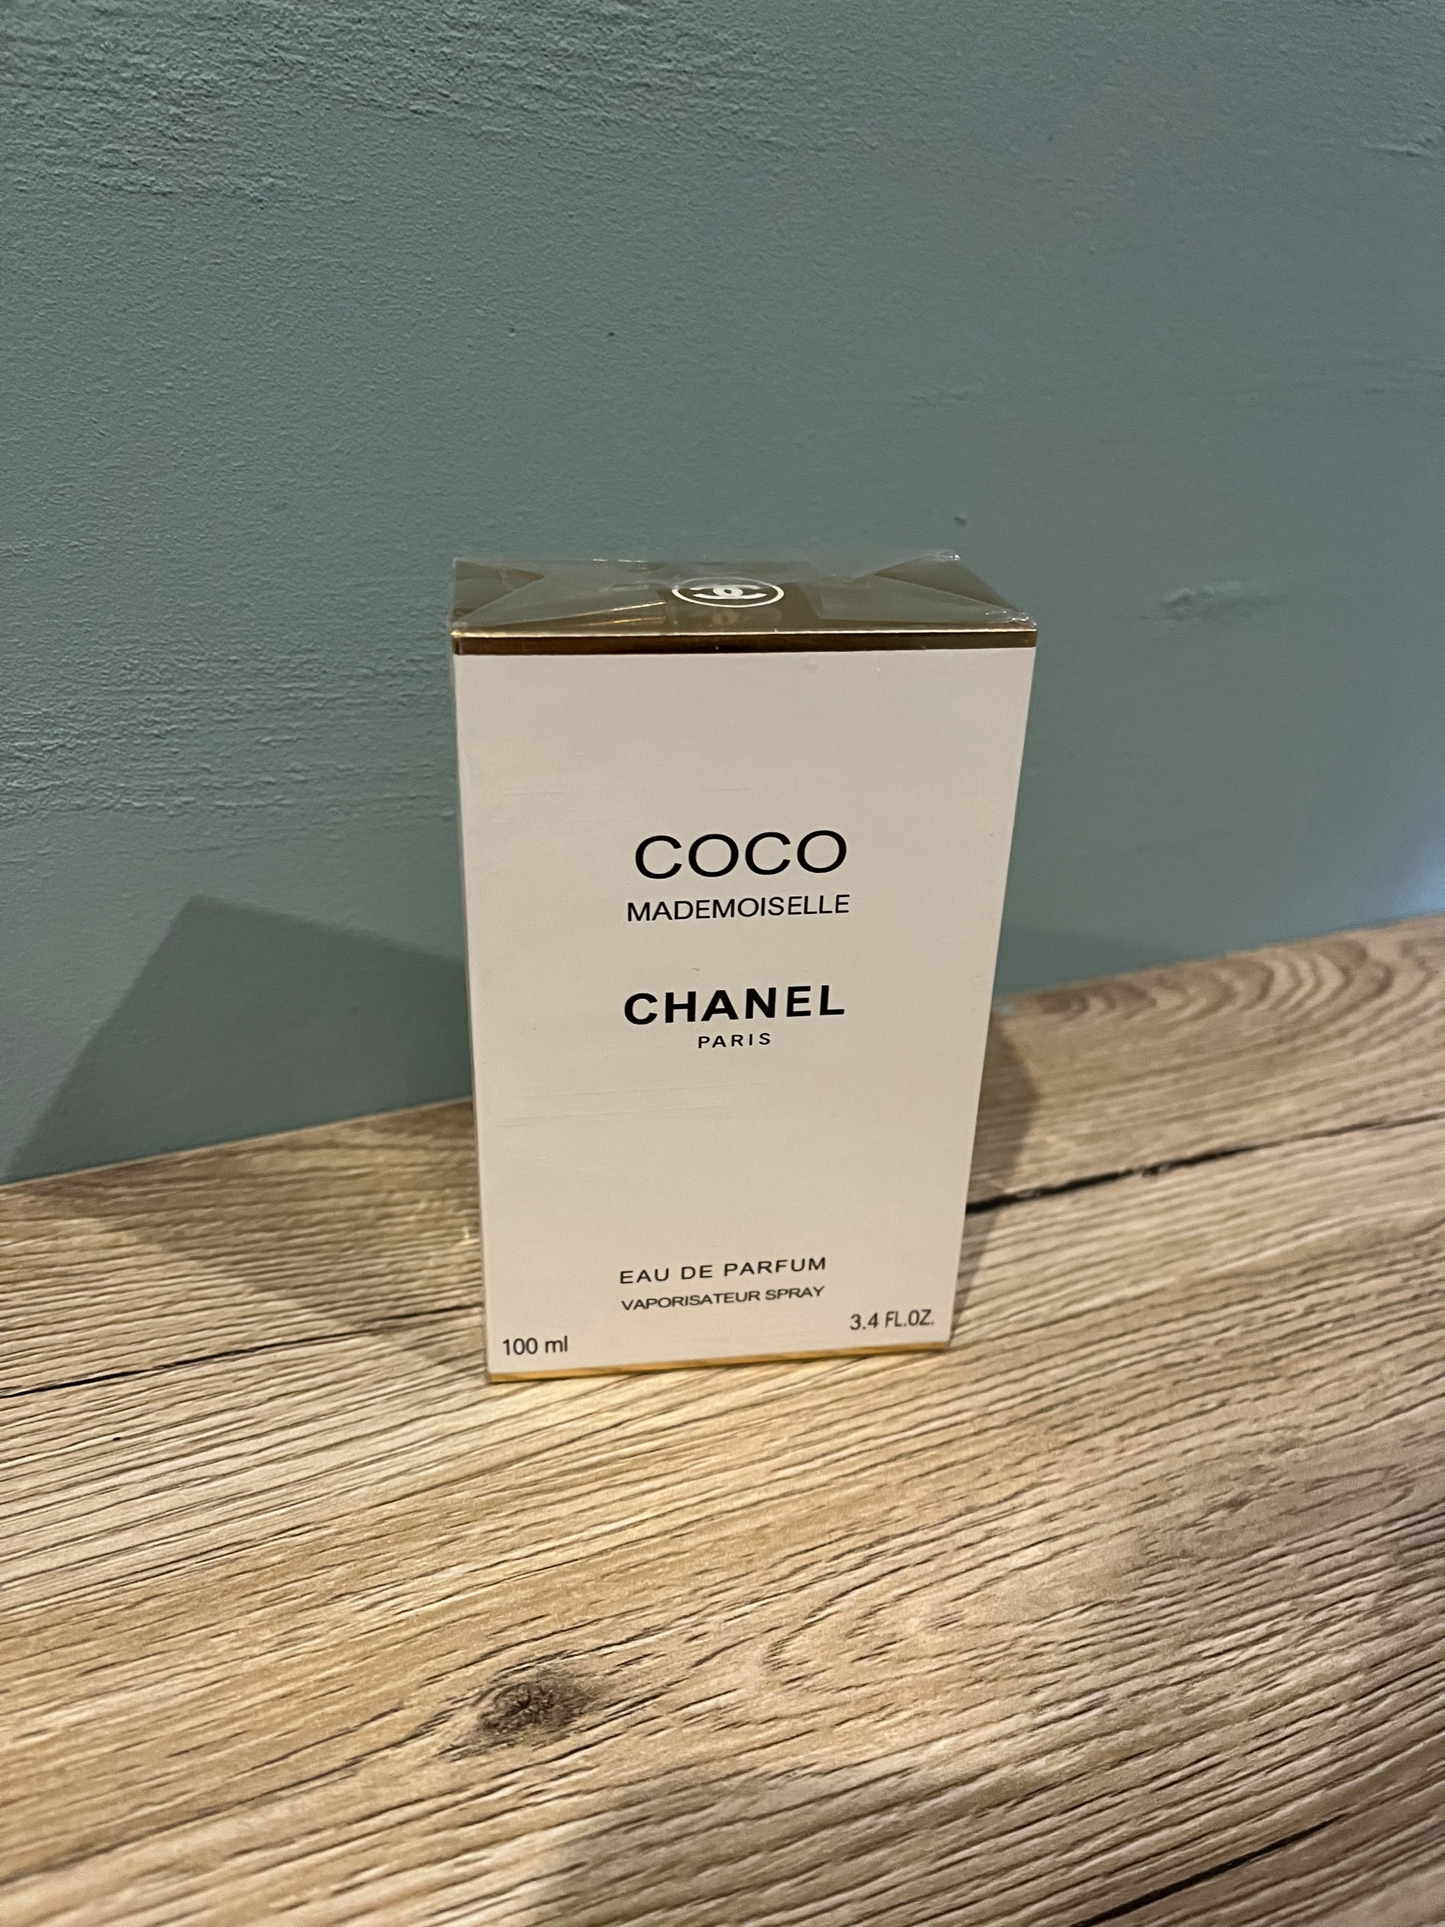 COCO
MADEMOISELLE
CHANEL
PARIS
EAU DE PARFUM
VAPORISATEUR SPRAY
100 ml
3.4 FL.OZ.